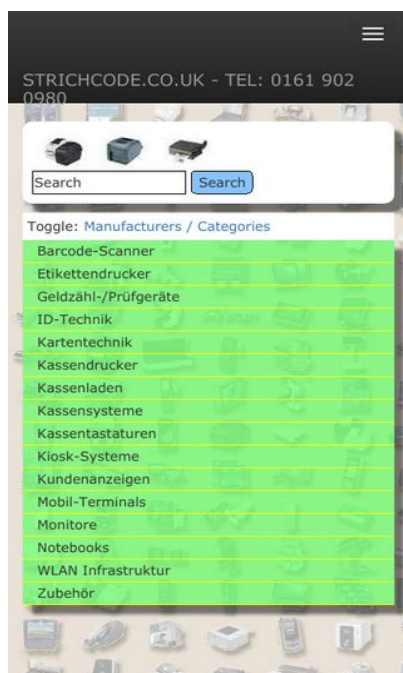 STRICHCODE.CO.UK - TEL: 0161 902
0980
Search Search
Toggle: Manufacturers / Categories
Barcode-Scanner
Etikettendrucker
Geldzähl-/Prüfgeräte
ID-Technik
Kartentechnik
Kassendrucker
Kassenladen
Kassensysteme
Kassentastaturen
Kiosk-Systeme
Kundenanzeigen
Mobil-Terminals
Monitore
Notebooks
WLAN Infrastruktur
Zubehör